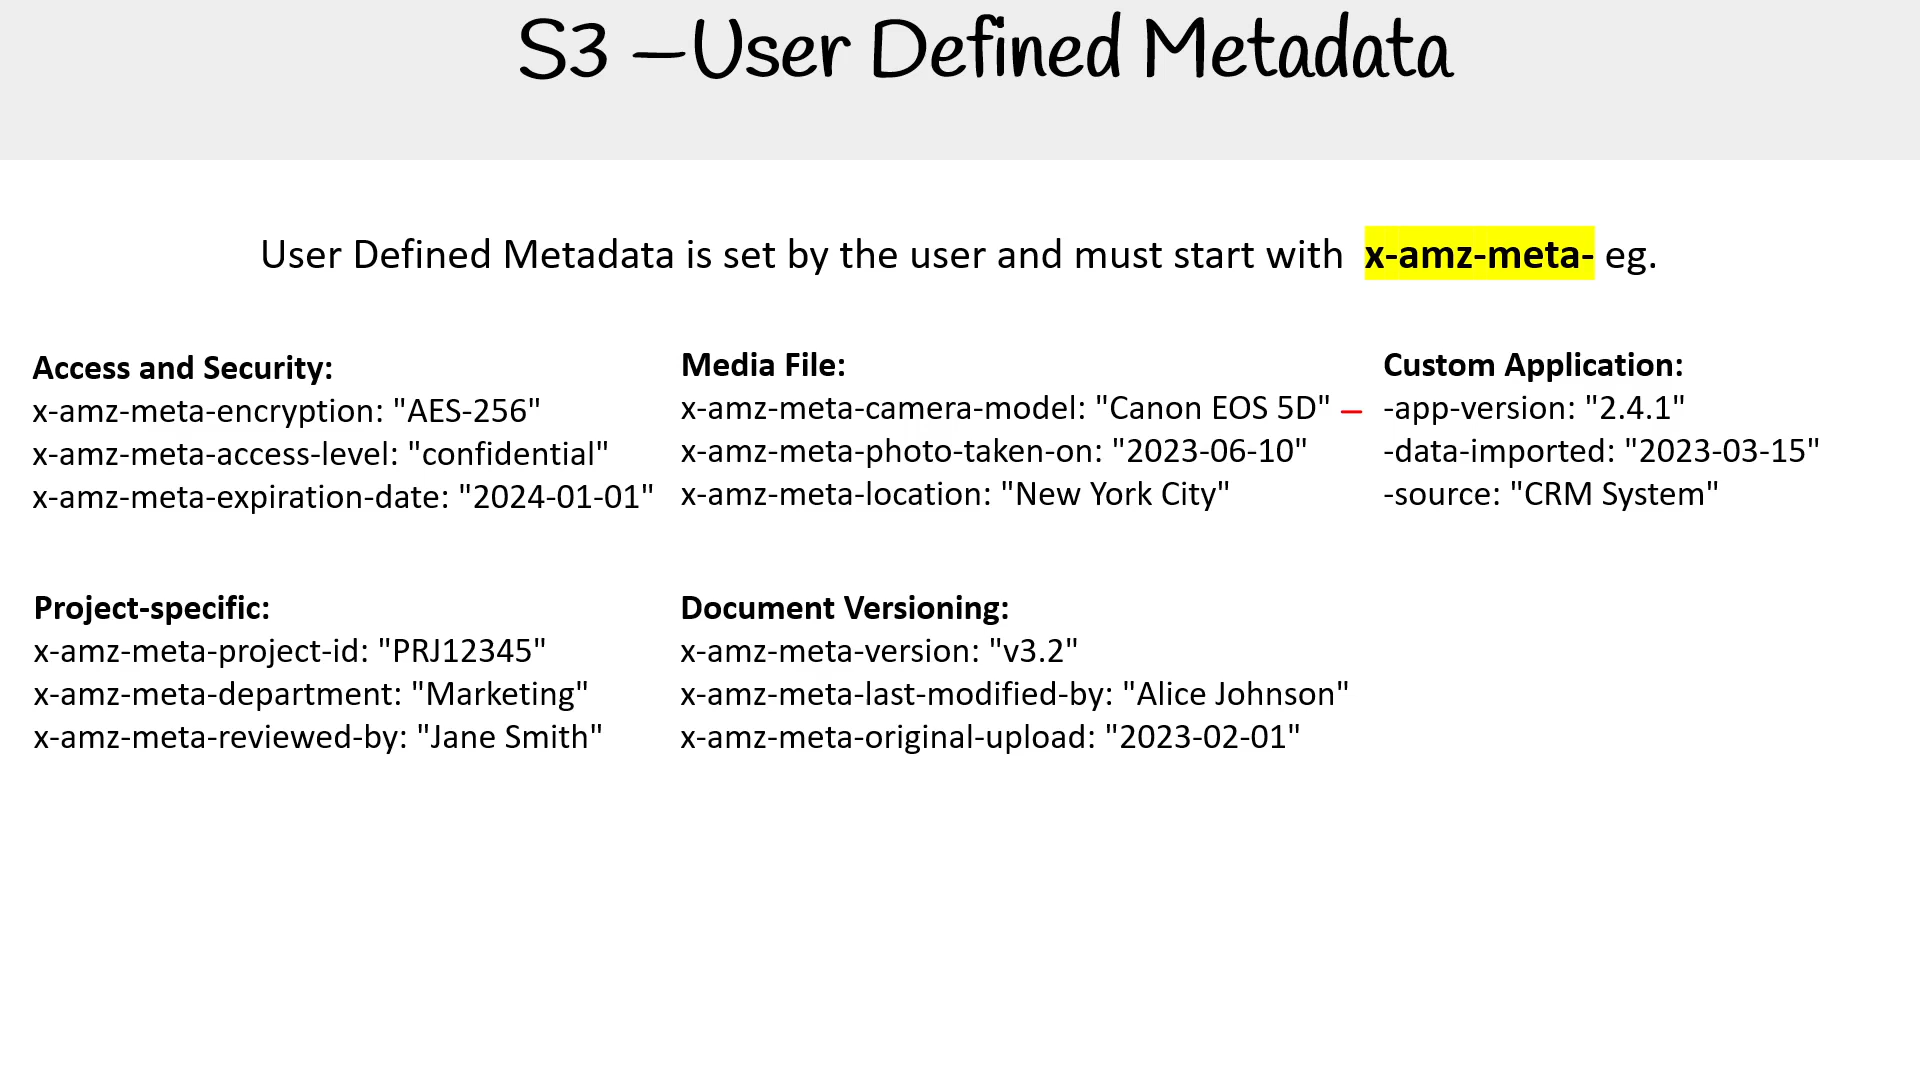 S3 –User Defined Metadata
User Defined Metadata is set by the user and must start with x-amz-meta- eg.
Access and Security:
x-amz-meta-encryption: "AES-256"
x-amz-meta-access-level: "confidential"
x-amz-meta-expiration-date: "2024-01-01"
Media File:
x-amz-meta-camera-model: "Canon EOS 5D"
x-amz-meta-photo-taken-on: "2023-06-10"
x-amz-meta-location: "New York City"
Custom Application:
-app-version: "2.4.1"
-data-imported: "2023-03-15"
-source: "CRM System"
Project-specific:
x-amz-meta-project-id: "PRJ12345"
x-amz-meta-department: "Marketing"
x-amz-meta-reviewed-by: "Jane Smith"
Document Versioning:
x-amz-meta-version: "v3.2"
x-amz-meta-last-modified-by: "Alice Johnson"
x-amz-meta-original-upload: "2023-02-01"